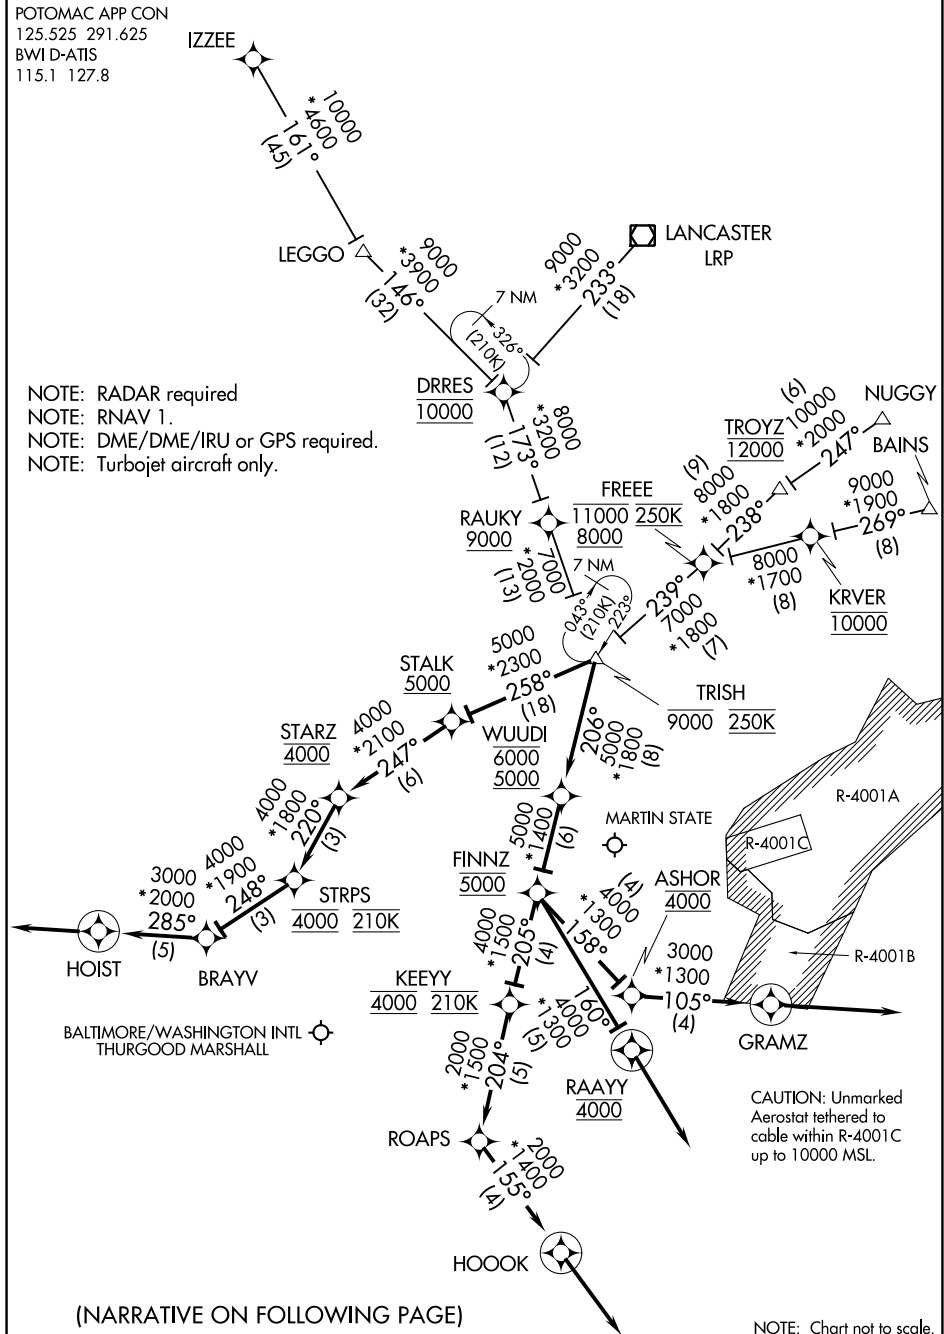 POTOMAC APP CON
125.525 291.625
BWI D-ATIS
115.1 127.8
IZZEE
10000
*4600
161°
(45)
LEGGO
9000
*3900
146°
(32)
LANCASTER
LRP
9000
*3200
233°
(18)
7 NM
326°
(210K)
DRRES
10000
NOTE: RADAR required
NOTE: RNAV 1.
NOTE: DME/DME/IRU or GPS required.
NOTE: Turbojet aircraft only.
8000
*3200
173°
(12)
NUGGY
(6)
10000
*2000
247°
TROYZ
12000
BAINS
9000
*1900
269°
(8)
(9)
8000
*1800
238°
FREEE
11000 250K
8000
RAUKY
9000
7000
*2000
(13)
8000
*1700
(8)
KRVER
10000
7 NM
043°
(210K)
223°
239°
7000
*1800
(7)
TRISH
9000 250K
5000
*2300
258°
(18)
STALK
5000
4000
*2100
247°
(6)
STARZ
4000
WUUDI
6000
5000
206°
5000
*1800
(8)
R-4001A
R-4001C
R-4001B
4000
*1800
220°
(3)
MARTIN STATE
5000
*1400
(6)
FINNZ
5000
ASHOR
4000
STRPS
4000 210K
4000
*1900
248°
(3)
3000
*2000
285°
(5)
HOIST
BRAYV
4000
*1500
205°
(4)
(4)
4000
*1300
158°
KEEYY
4000 210K
160°
4000
*1300
(5)
3000
*1300
105°
(4)
GRAMZ
BALTIMORE/WASHINGTON INTL
THURGOOD MARSHALL
2000
*1500
204°
(5)
RAAYY
4000
CAUTION: Unmarked
Aerostat tethered to
cable within R-4001C
up to 10000 MSL.
ROAPS
2000
*1400
155°
(4)
HOOOK
(NARRATIVE ON FOLLOWING PAGE)
NOTE: Chart not to scale.